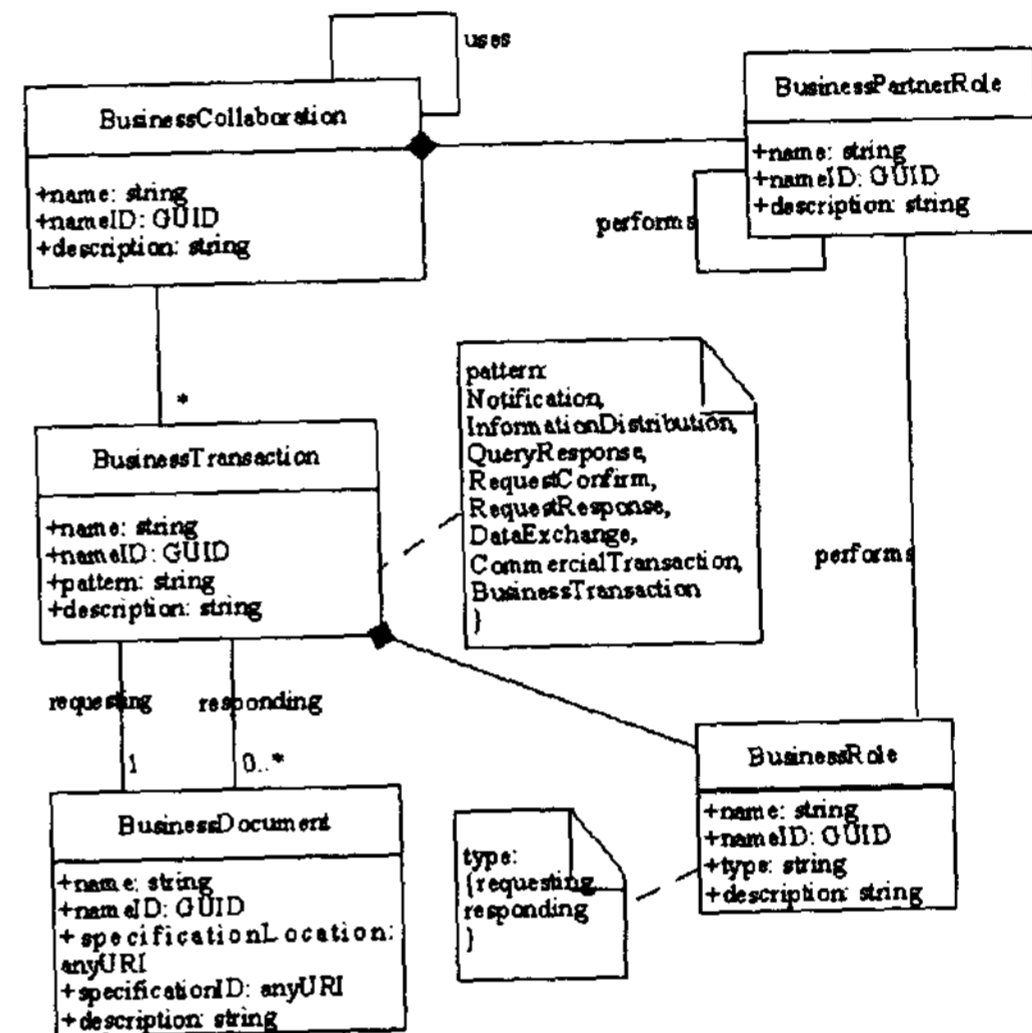 uses
BusinessCollaboration
+name: string
+nameID: GUID
+description: string
BusinessPartnerRole
+name: string
+nameID: GUID
+description: string
performs
*
pattern:
Notification,
InformationDistribution,
QueryResponse,
RequestConfirm,
RequestResponse,
DataExchange,
CommercialTransaction,
BusinessTransaction
}
BusinessTransaction
+name: string
+nameID: GUID
+pattern: string
+description: string
performs
requesting
responding
1
0..*
BusinessDocument
+name: string
+nameID: GUID
+specificationLocation:
anyURI
+specificationID: anyURI
+description: string
type:
{requesting
responding
}
BusinessRole
+name: string
+nameID: GUID
+type: string
+description: string